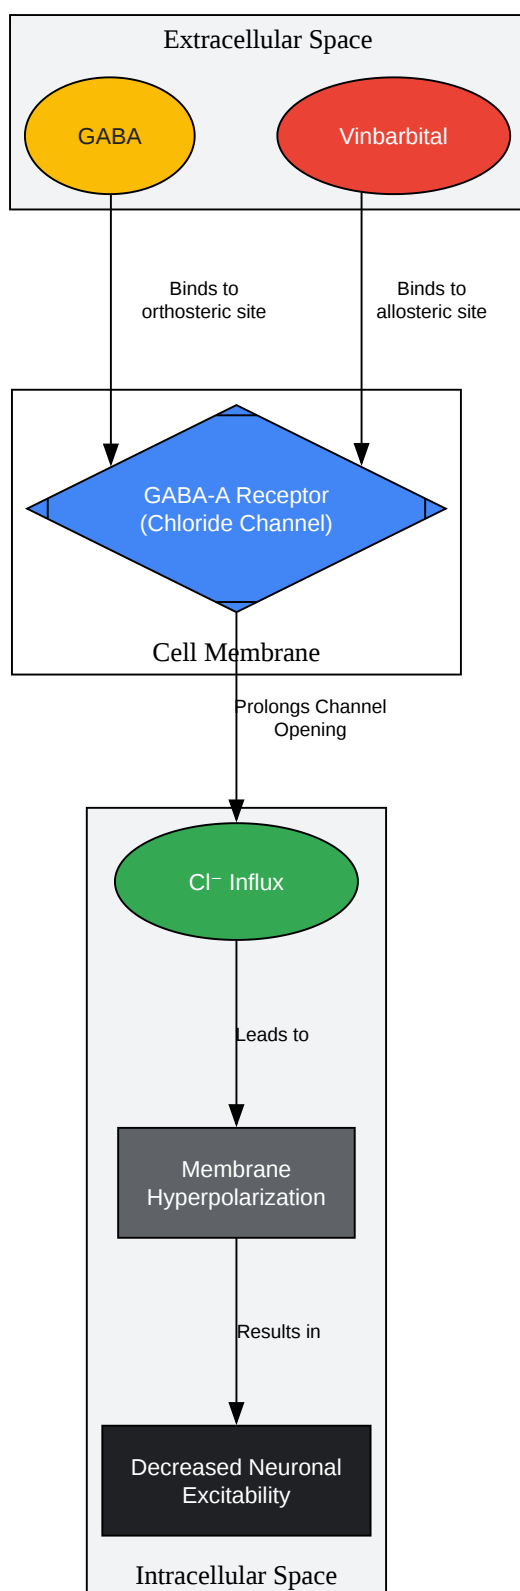 Extracellular Space
GABA
Vinbarbital
Binds to
orthosteric site
Binds to
allosteric site
GABA-A Receptor
(Chloride Channel)
Cell Membrane
Prolongs Channel
Opening
Cl⁻ Influx
Leads to
Membrane
Hyperpolarization
Results in
Decreased Neuronal
Excitability
Intracellular Space